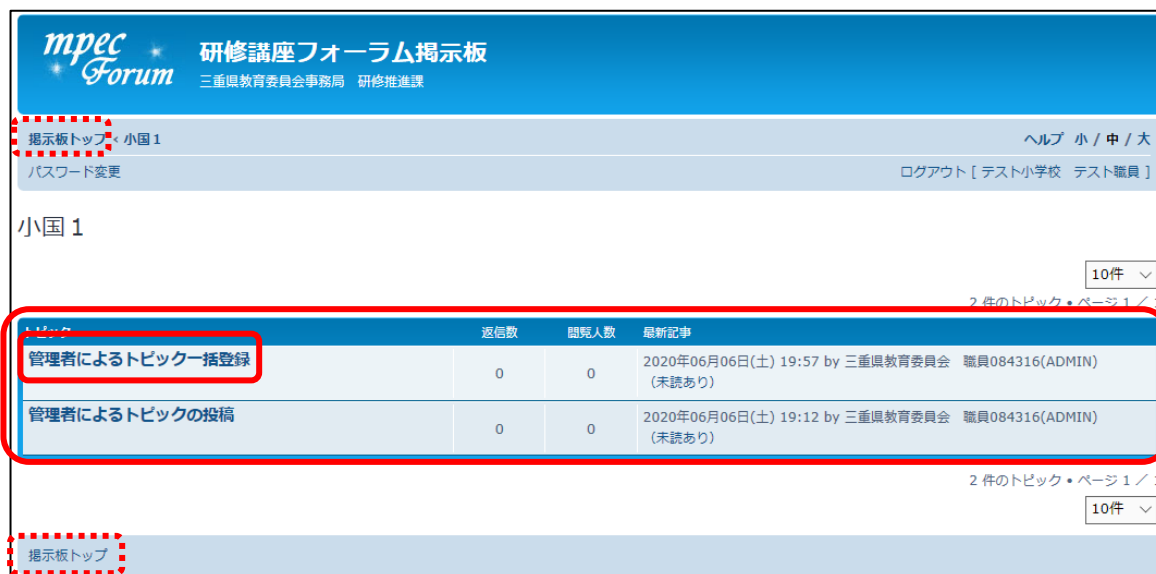 mpec
Forum
研修講座フォーラム掲示板
三重県教育委員会事務局 研修推進課
掲示板トップ ‹ 小国１
ヘルプ 小 / 中 / 大
パスワード変更
ログアウト [ テスト小学校 テスト職員 ]
小国１
10件
2 件のトピック • ページ 1 ／
トピック 返信数 閲覧人数 最新記事
管理者によるトピック一括登録
0 0 2020年06月06日(土) 19:57 by 三重県教育委員会 職員084316(ADMIN)
（未読あり）
管理者によるトピックの投稿
0 0 2020年06月06日(土) 19:12 by 三重県教育委員会 職員084316(ADMIN)
（未読あり）
2 件のトピック • ページ 1 ／
10件
掲示板トップ